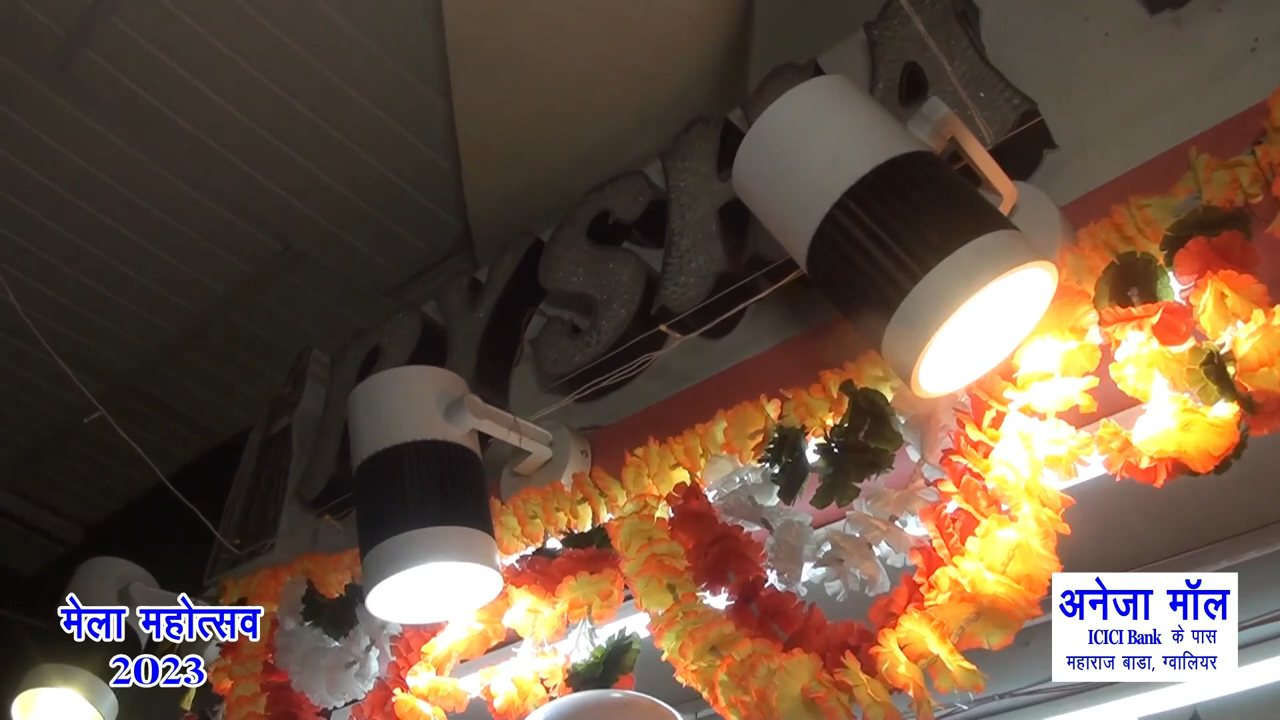 मेला महोत्सव
2023
अनेजा मॉल
ICICI Bank के पास
महाराज बाडा, ग्वालियर